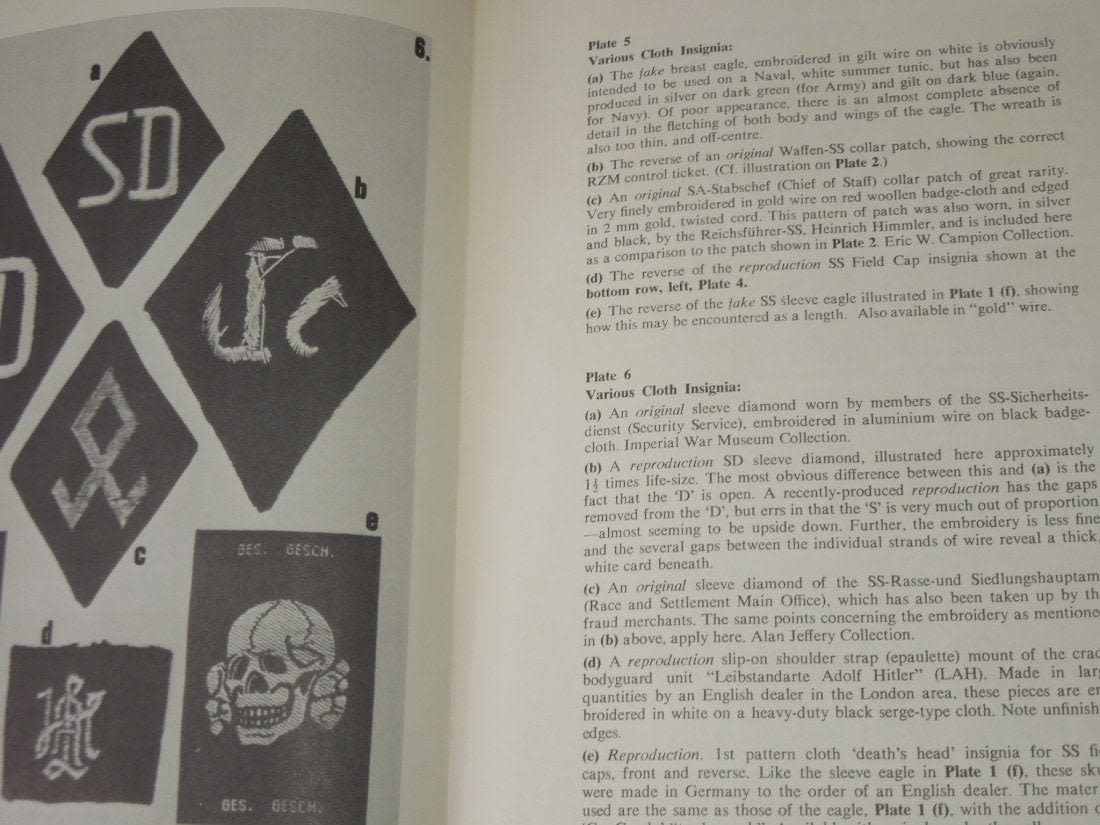 6.
a
SD
b
c
d
e
GES. GESCH.
GES. GESCH.
Plate 5
Various Cloth Insignia:
(a) The fake breast eagle, embroidered in gilt wire on white is obviously
intended to be used on a Naval, white summer tunic, but has also been
produced in silver on dark green (for Army) and gilt on dark blue (again,
for Navy). Of poor appearance, there is an almost complete absence of
detail in the fletching of both body and wings of the eagle. The wreath is
also too thin, and off-centre.
(b) The reverse of an original Waffen-SS collar patch, showing the correct
RZM control ticket. (Cf. illustration on Plate 2.)
(c) An original SA-Stabschef (Chief of Staff) collar patch of great rarity.
Very finely embroidered in gold wire on red woollen badge-cloth and edged
in 2 mm gold, twisted cord. This pattern of patch was also worn, in silver
and black, by the Reichsführer-SS, Heinrich Himmler, and is included here
as a comparison to the patch shown in Plate 2. Eric W. Campion Collection.
(d) The reverse of the reproduction SS Field Cap insignia shown at the
bottom row, left, Plate 4.
(e) The reverse of the fake SS sleeve eagle illustrated in Plate 1 (f), showing
how this may be encountered as a length. Also available in "gold" wire.
Plate 6
Various Cloth Insignia:
(a) An original sleeve diamond worn by members of the SS-Sicherheits-
dienst (Security Service), embroidered in aluminium wire on black badge-
cloth. Imperial War Museum Collection.
(b) A reproduction SD sleeve diamond, illustrated here approximately
1½ times life-size. The most obvious difference between this and (a) is the
fact that the 'D' is open. A recently-produced reproduction has the gaps
removed from the 'D', but errs in that the 'S' is very much out of proportion
—almost seeming to be upside down. Further, the embroidery is less fine
and the several gaps between the individual strands of wire reveal a thick,
white card beneath.
(c) An original sleeve diamond of the SS-Rasse-und Siedlungshauptam
(Race and Settlement Main Office), which has also been taken up by th
fraud merchants. The same points concerning the embroidery as mentione
in (b) above, apply here. Alan Jeffery Collection.
(d) A reproduction slip-on shoulder strap (epaulette) mount of the crac
bodyguard unit "Leibstandarte Adolf Hitler" (LAH). Made in larg
quantities by an English dealer in the London area, these pieces are em
broidered in white on a heavy-duty black serge-type cloth. Note unfinish
edges.
(e) Reproduction. 1st pattern cloth 'death's head' insignia for SS fie
caps, front and reverse. Like the sleeve eagle in Plate 1 (f), these sku
were made in Germany to the order of an English dealer. The mater
used are the same as those of the eagle, Plate 1 (f), with the addition o